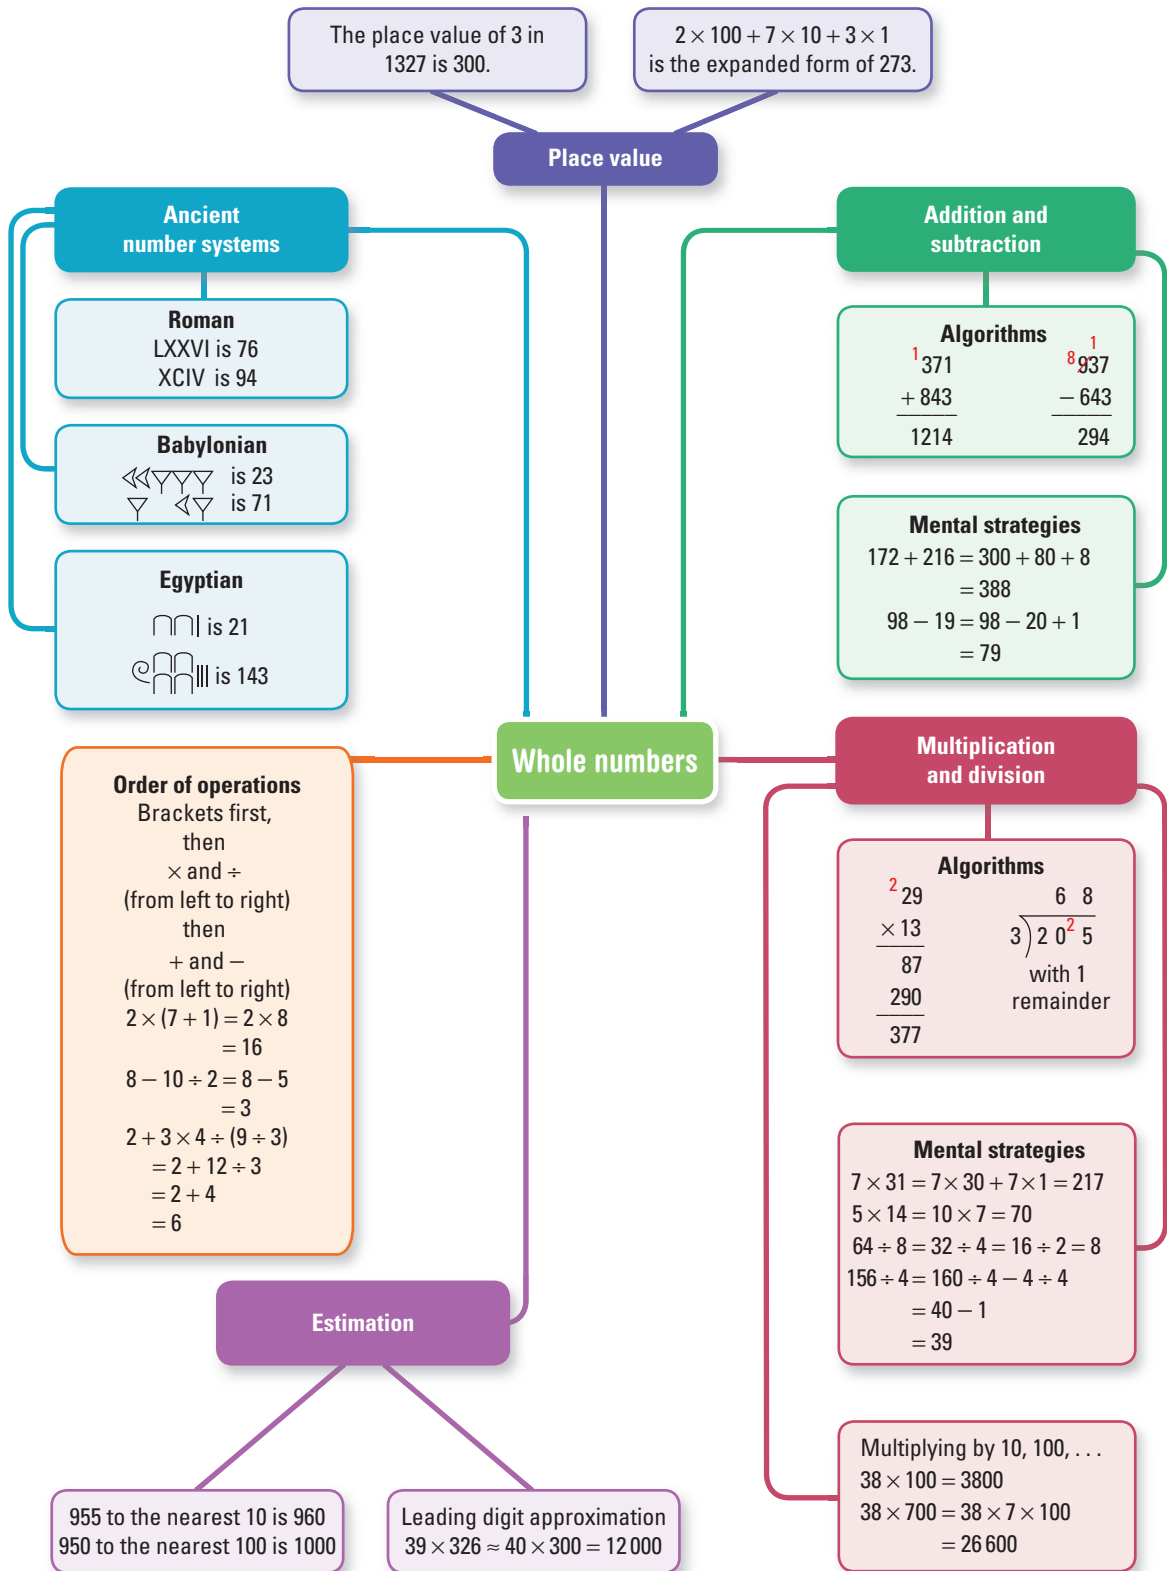 The place value of 3 in
1327 is 300.
2 × 100 + 7 × 10 + 3 × 1
is the expanded form of 273.
Place value
Ancient
number systems
Roman
LXXVI is 76
XCIV is 94
Babylonian
is 23
is 71
Egyptian
is 21
is 143
Addition and
subtraction
Algorithms
1 371
+ 843
1214
8 1
937
− 643
294
Mental strategies
172 + 216 = 300 + 80 + 8
= 388
98 − 19 = 98 − 20 + 1
= 79
Whole numbers
Order of operations
Brackets first,
then
× and ÷
(from left to right)
then
+ and −
(from left to right)
2 × (7 + 1) = 2 × 8
= 16
8 − 10 ÷ 2 = 8 − 5
= 3
2 + 3 × 4 ÷ (9 ÷ 3)
= 2 + 12 ÷ 3
= 2 + 4
= 6
Multiplication
and division
Algorithms
2 29
× 13
87
290
377
6 8
3 ) 2 0 2 5
with 1
remainder
Mental strategies
7 × 31 = 7 × 30 + 7 × 1 = 217
5 × 14 = 10 × 7 = 70
64 ÷ 8 = 32 ÷ 4 = 16 ÷ 2 = 8
156 ÷ 4 = 160 ÷ 4 − 4 ÷ 4
= 40 − 1
= 39
Multiplying by 10, 100, . . .
38 × 100 = 3800
38 × 700 = 38 × 7 × 100
= 26 600
Estimation
955 to the nearest 10 is 960
950 to the nearest 100 is 1000
Leading digit approximation
39 × 326 ≈ 40 × 300 = 12 000